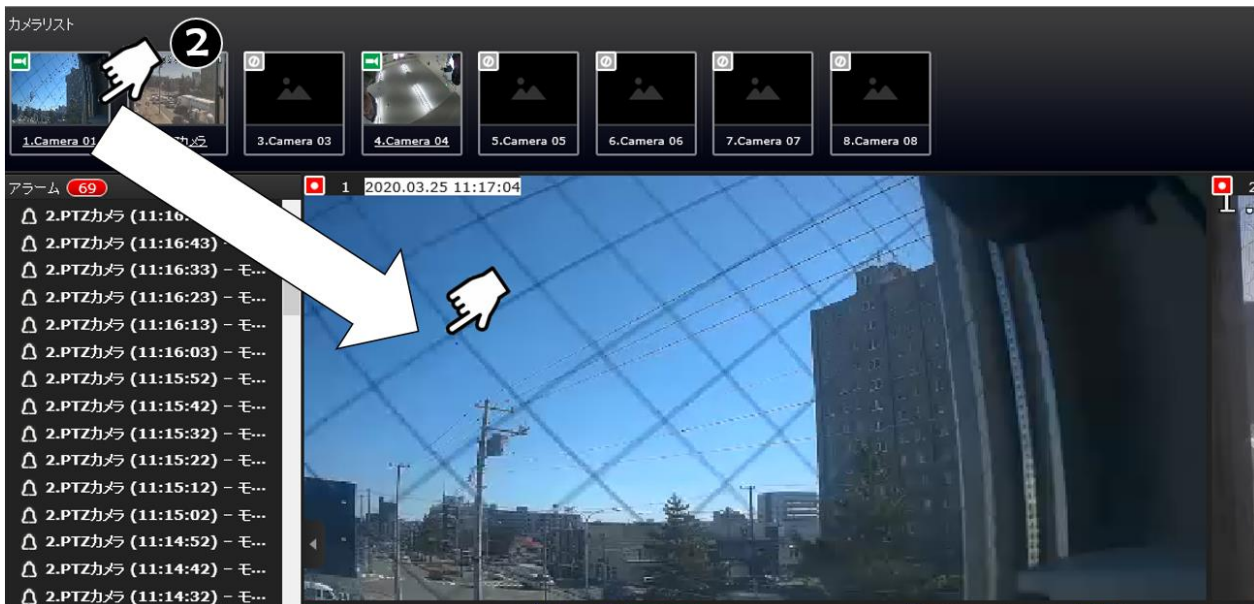 カメラリスト
2
1.Camera 01
カメラ
3.Camera 03
4.Camera 04
5.Camera 05
6.Camera 06
7.Camera 07
8.Camera 08
アラーム 69
2.PTZカメラ (11:16:
2.PTZカメラ (11:16:43) -
2.PTZカメラ (11:16:33) - モ...
2.PTZカメラ (11:16:23) - モ...
2.PTZカメラ (11:16:13) - モ...
2.PTZカメラ (11:16:03) - モ...
2.PTZカメラ (11:15:52) - モ...
2.PTZカメラ (11:15:42) - モ...
2.PTZカメラ (11:15:32) - モ...
2.PTZカメラ (11:15:22) - モ...
2.PTZカメラ (11:15:12) - モ...
2.PTZカメラ (11:15:02) - モ...
2.PTZカメラ (11:14:52) - モ...
2.PTZカメラ (11:14:42) - モ...
2.PTZカメラ (11:14:32) - モ...
1 2020.03.25 11:17:04
2